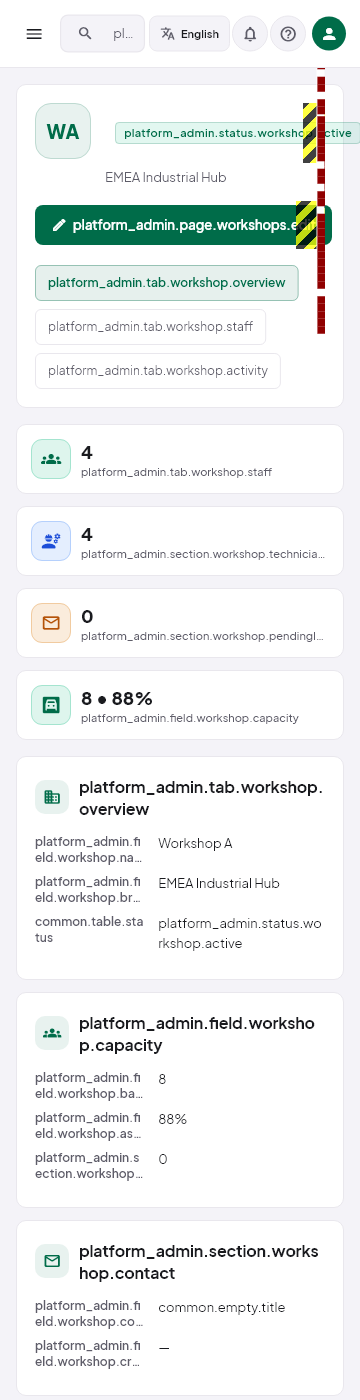 pl...
English
WA
platform_admin.status.workshop.active
EMEA Industrial Hub
platform_admin.page.workshops.e
platform_admin.tab.workshop.overview
platform_admin.tab.workshop.staff
platform_admin.tab.workshop.activity
4
platform_admin.tab.workshop.staff
4
platform_admin.section.workshop.technicia...
0
platform_admin.section.workshop.pendingI...
8 • 88%
platform_admin.field.workshop.capacity
platform_admin.tab.workshop.
overview
platform_admin.fi
eld.workshop.na...
Workshop A
platform_admin.fi
eld.workshop.br...
EMEA Industrial Hub
common.table.sta
tus
platform_admin.status.wo
rkshop.active
platform_admin.field.worksho
p.capacity
platform_admin.fi
eld.workshop.ba...
8
platform_admin.fi
eld.workshop.as...
88%
platform_admin.s
ection.workshop...
0
platform_admin.section.works
hop.contact
platform_admin.fi
eld.workshop.co...
common.empty.title
platform_admin.fi
eld.workshop.cr...
—